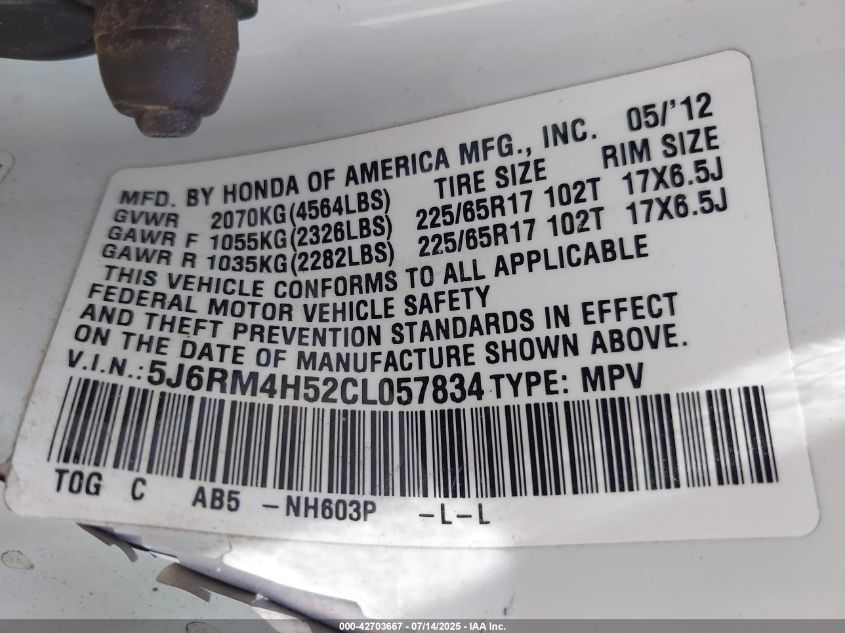 MFD. BY HONDA OF AMERICA MFG., INC. 05/'12
GVWR 2070KG(4564LBS) TIRE SIZE RIM SIZE
GAWR F 1055KG(2326LBS) 225/65R17 102T 17X6.5J
GAWR R 1035KG(2282LBS) 225/65R17 102T 17X6.5J
THIS VEHICLE CONFORMS TO ALL APPLICABLE
FEDERAL MOTOR VEHICLE SAFETY
AND THEFT PREVENTION STANDARDS IN EFFECT
ON THE DATE OF MANUFACTURE SHOWN ABOVE.
V.I.N.:5J6RM4H52CL057834 TYPE: MPV
T0G C AB5 -NH603P -L-L
000-42703667 - 07/14/2025 - IAA Inc.